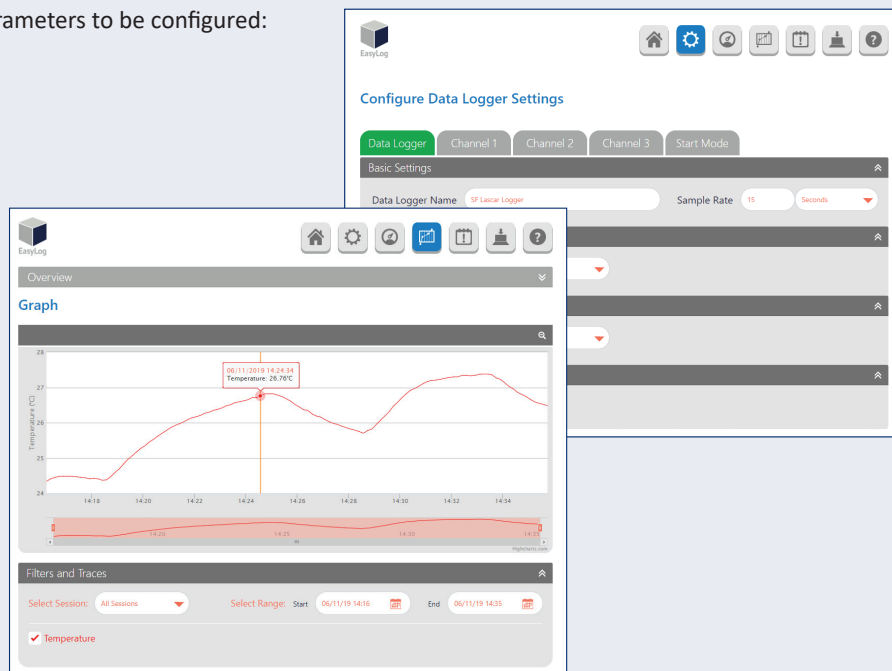 rameters to be configured:
EasyLog
Configure Data Logger Settings
Data Logger Channel 1 Channel 2 Channel 3 Start Mode
Basic Settings
Data Logger Name SF Lascar Logger Sample Rate 15 Seconds
EasyLog
Overview
Graph
28
27
26
25
24
Temperature (°C)
06/11/2019 14:24:34
Temperature: 26.76°C
14:18 14:20 14:22 14:24 14:26 14:28 14:30 14:32 14:34
14:20 14:25 14:30 14:35
Highcharts.com
Filters and Traces
Select Session: All Sessions Select Range: Start 06/11/19 14:16 End 06/11/19 14:35
Temperature